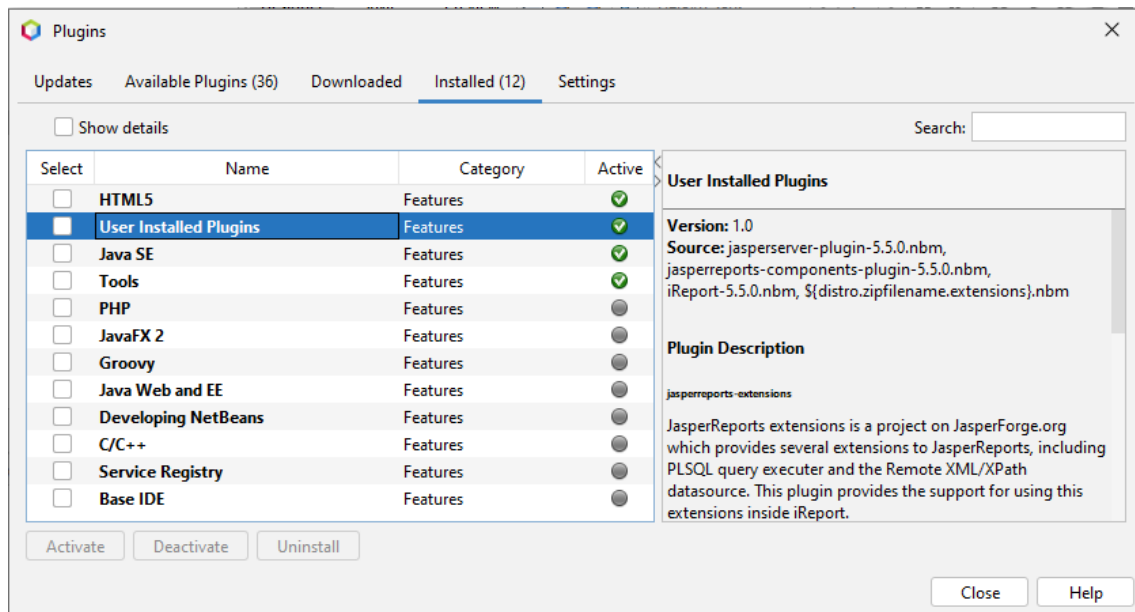 Plugins
Updates Available Plugins (36) Downloaded Installed (12) Settings
Show details Search:
Select Name Category Active
HTML5 Features
User Installed Plugins Features
Java SE Features
Tools Features
PHP Features
JavaFX 2 Features
Groovy Features
Java Web and EE Features
Developing NetBeans Features
C/C++ Features
Service Registry Features
Base IDE Features
User Installed Plugins
Version: 1.0
Source: jasperserver-plugin-5.5.0.nbm,
jasperreports-components-plugin-5.5.0.nbm,
iReport-5.5.0.nbm, ${distro.zipfilename.extensions}.nbm
Plugin Description
jasperreports-extensions
JasperReports extensions is a project on JasperForge.org
which provides several extensions to JasperReports, including
PLSQL query executer and the Remote XML/XPath
datasource. This plugin provides the support for using this
extensions inside iReport.
Activate Deactivate Uninstall
Close Help